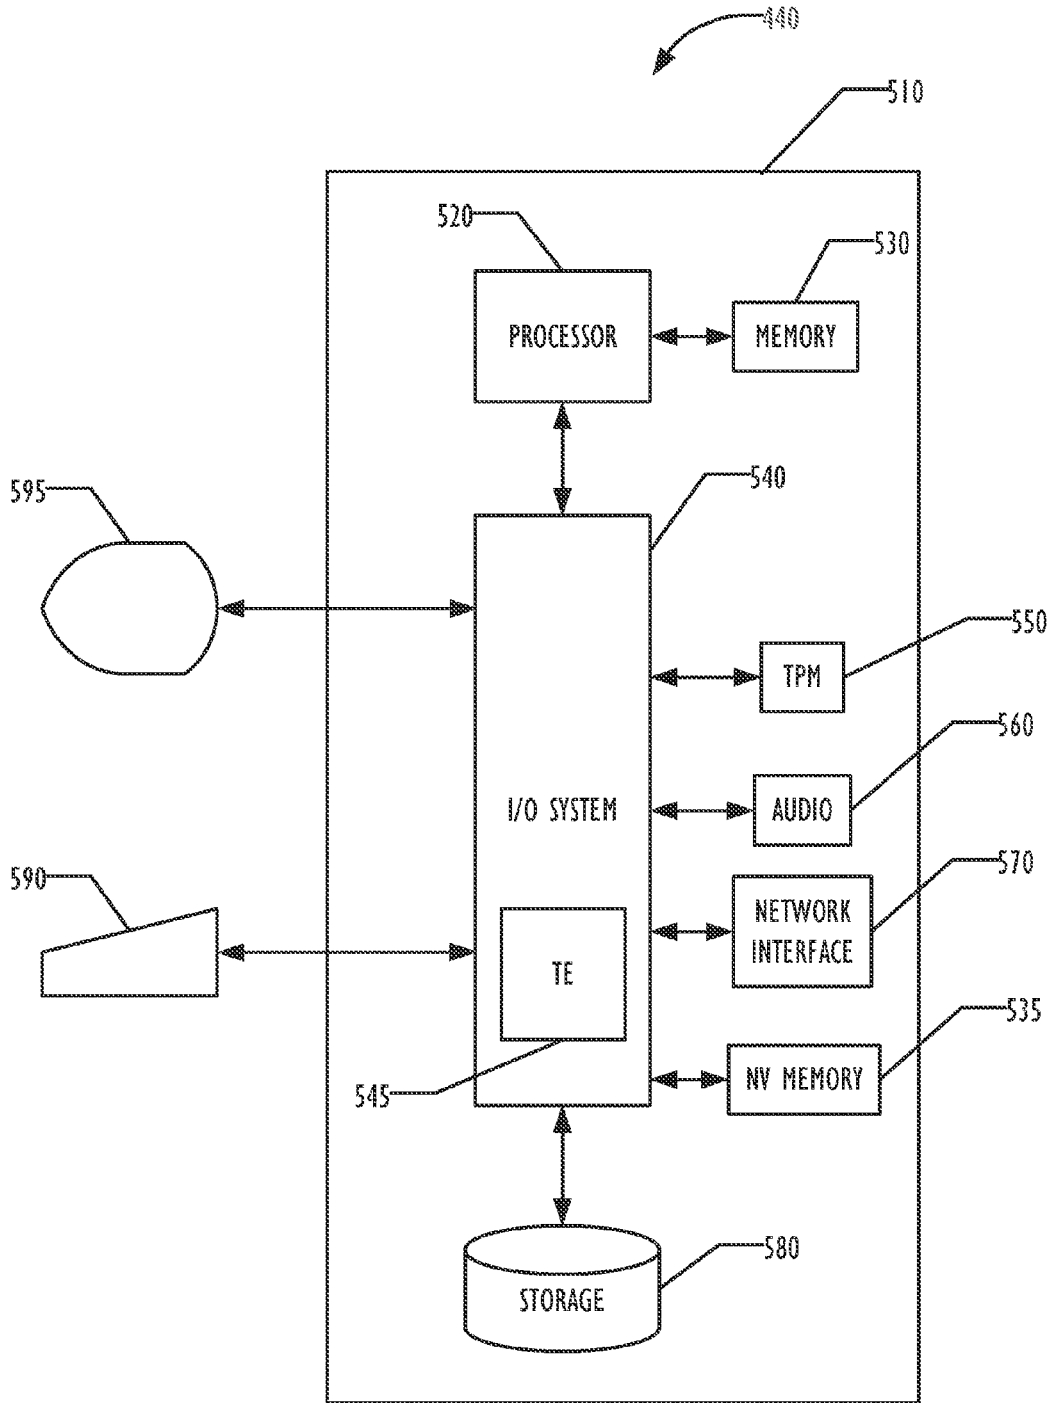 440
510
520
530
PROCESSOR
MEMORY
595
540
550
TPM
560
I/O SYSTEM
AUDIO
590
570
NETWORK
INTERFACE
TE
535
NV MEMORY
545
580
STORAGE